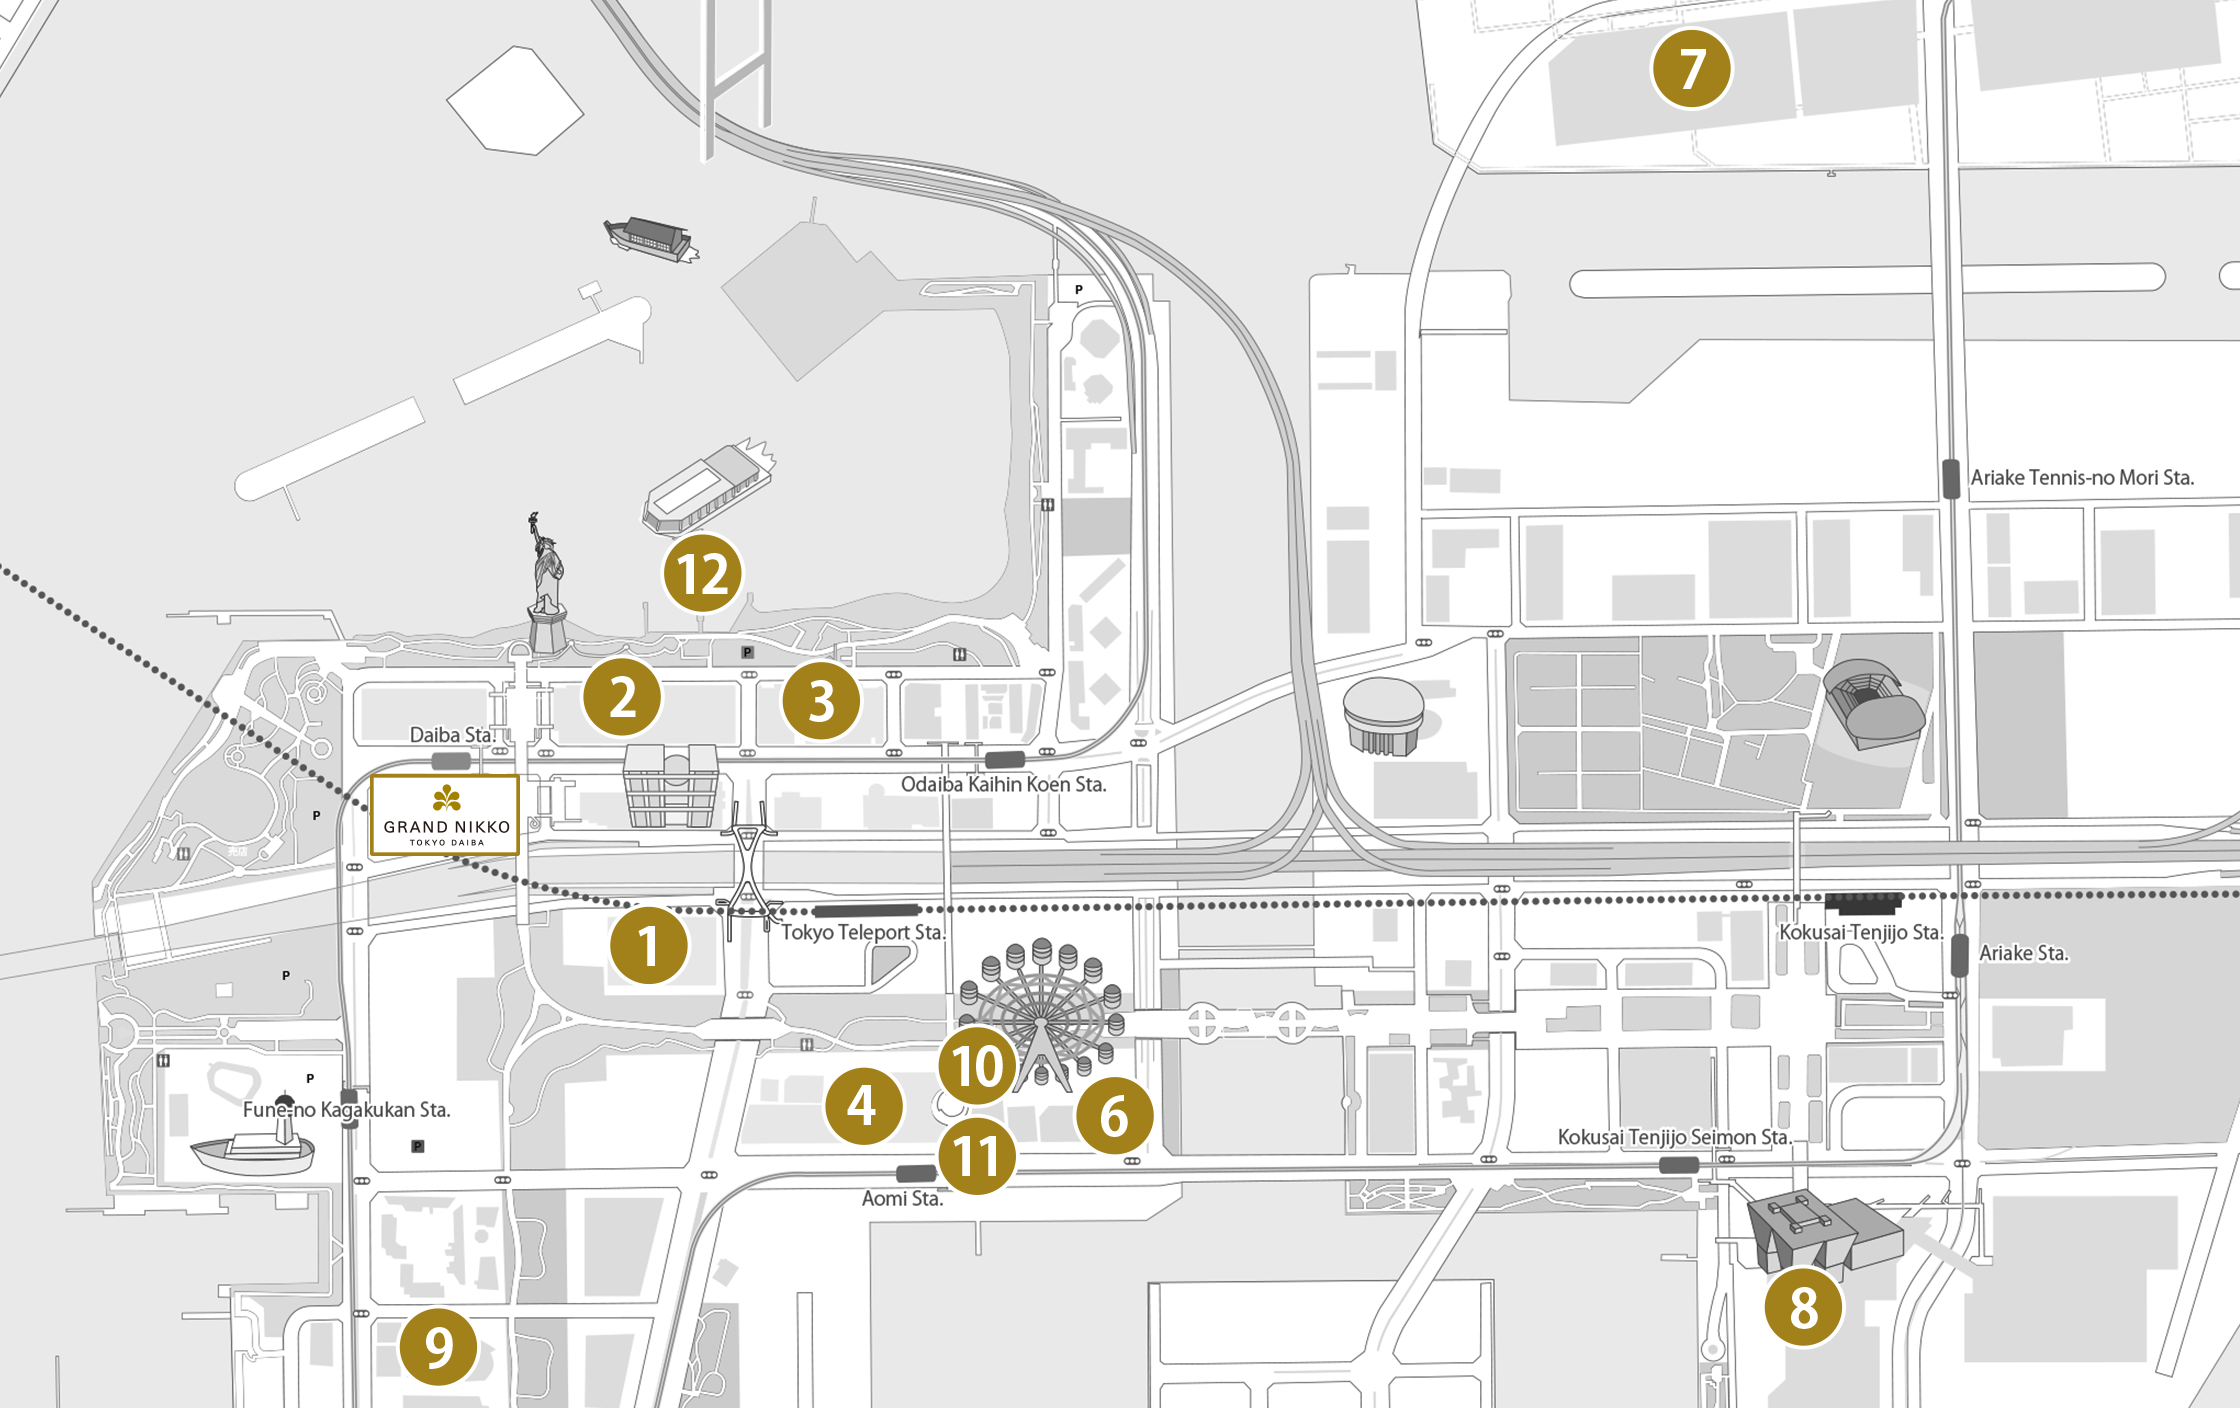 7
P
Ariake Tennis-no Mori Sta.
12
P
2
3
Daiba Sta.
Odaiba Kaihin Koen Sta.
P
GRAND NIKKO
TOKYO DAIBA
売店
1
Tokyo Teleport Sta.
Kokusai Tenjijo Sta.
Ariake Sta.
P
10
P
4
6
Fune-no Kagakukan Sta.
P
11
Kokusai Tenjijo Seimon Sta.
Aomi Sta.
8
9